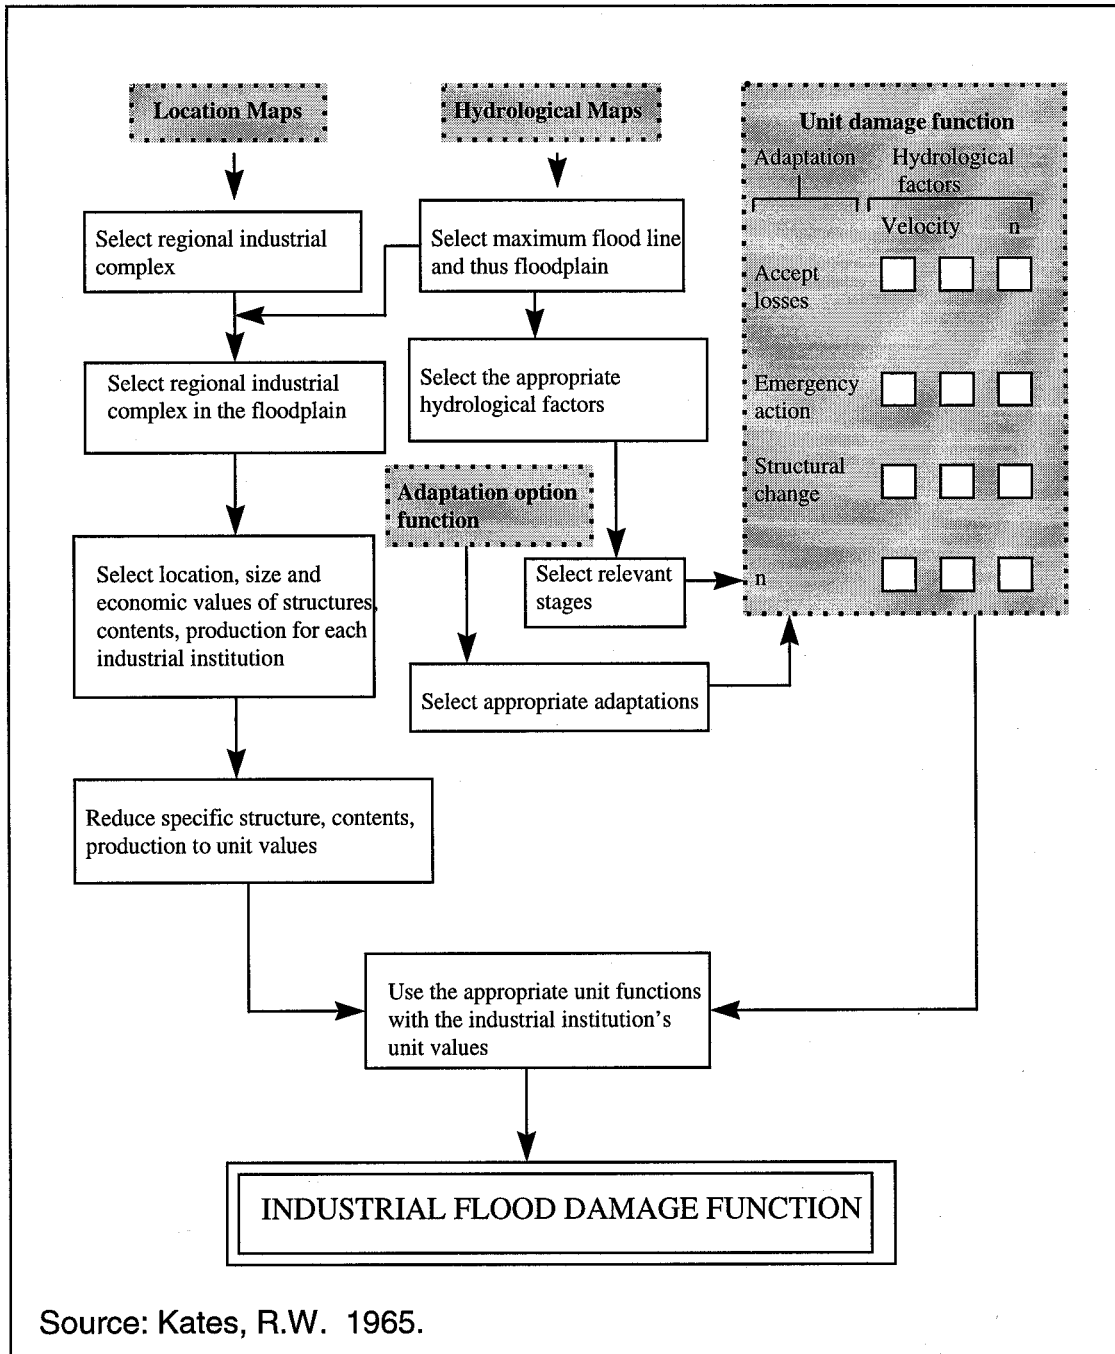 Location Maps
Hydrological Maps
Unit damage function
Adaptation
Hydrological
factors
Velocity
n
Select regional industrial
complex
Select maximum flood line
and thus floodplain
Accept
losses
Select regional industrial
complex in the floodplain
Select the appropriate
hydrological factors
Emergency
action
Adaptation option
function
Structural
change
Select location, size and
economic values of structures,
contents, production for each
industrial institution
Select relevant
stages
n
Select appropriate adaptations
Reduce specific structure, contents,
production to unit values
Use the appropriate unit functions
with the industrial institution's
unit values
INDUSTRIAL FLOOD DAMAGE FUNCTION
Source: Kates, R.W. 1965.